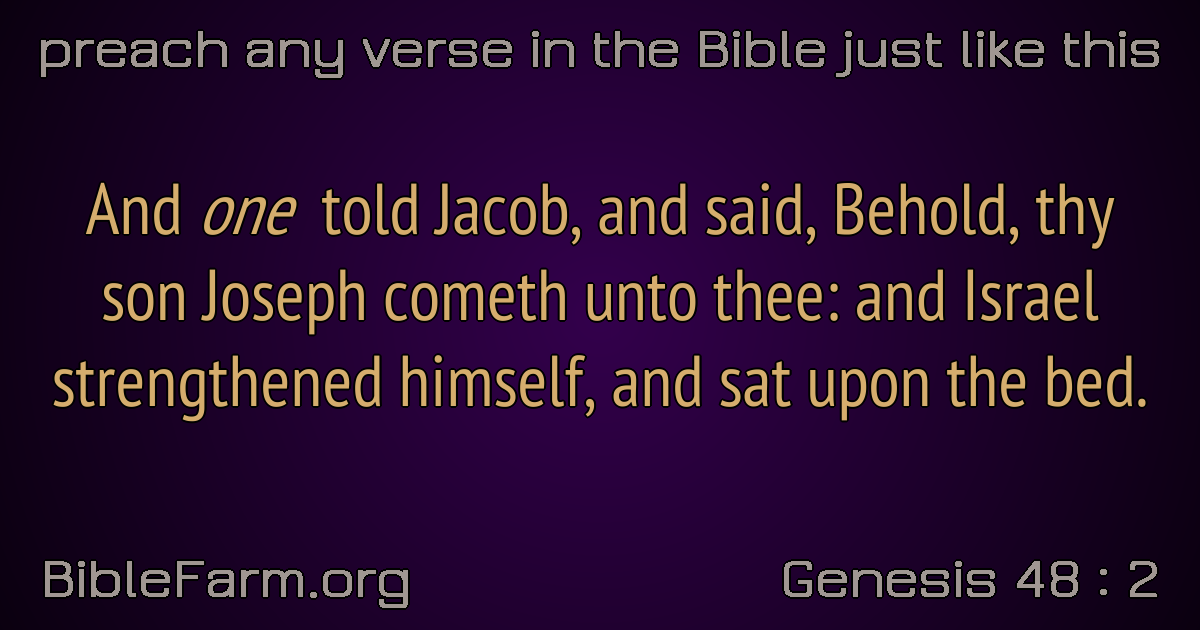 preach any verse in the Bible just like this
And one told Jacob, and said, Behold, thy
son Joseph cometh unto thee: and Israel
strengthened himself, and sat upon the bed.
BibleFarm.org
Genesis 48 : 2